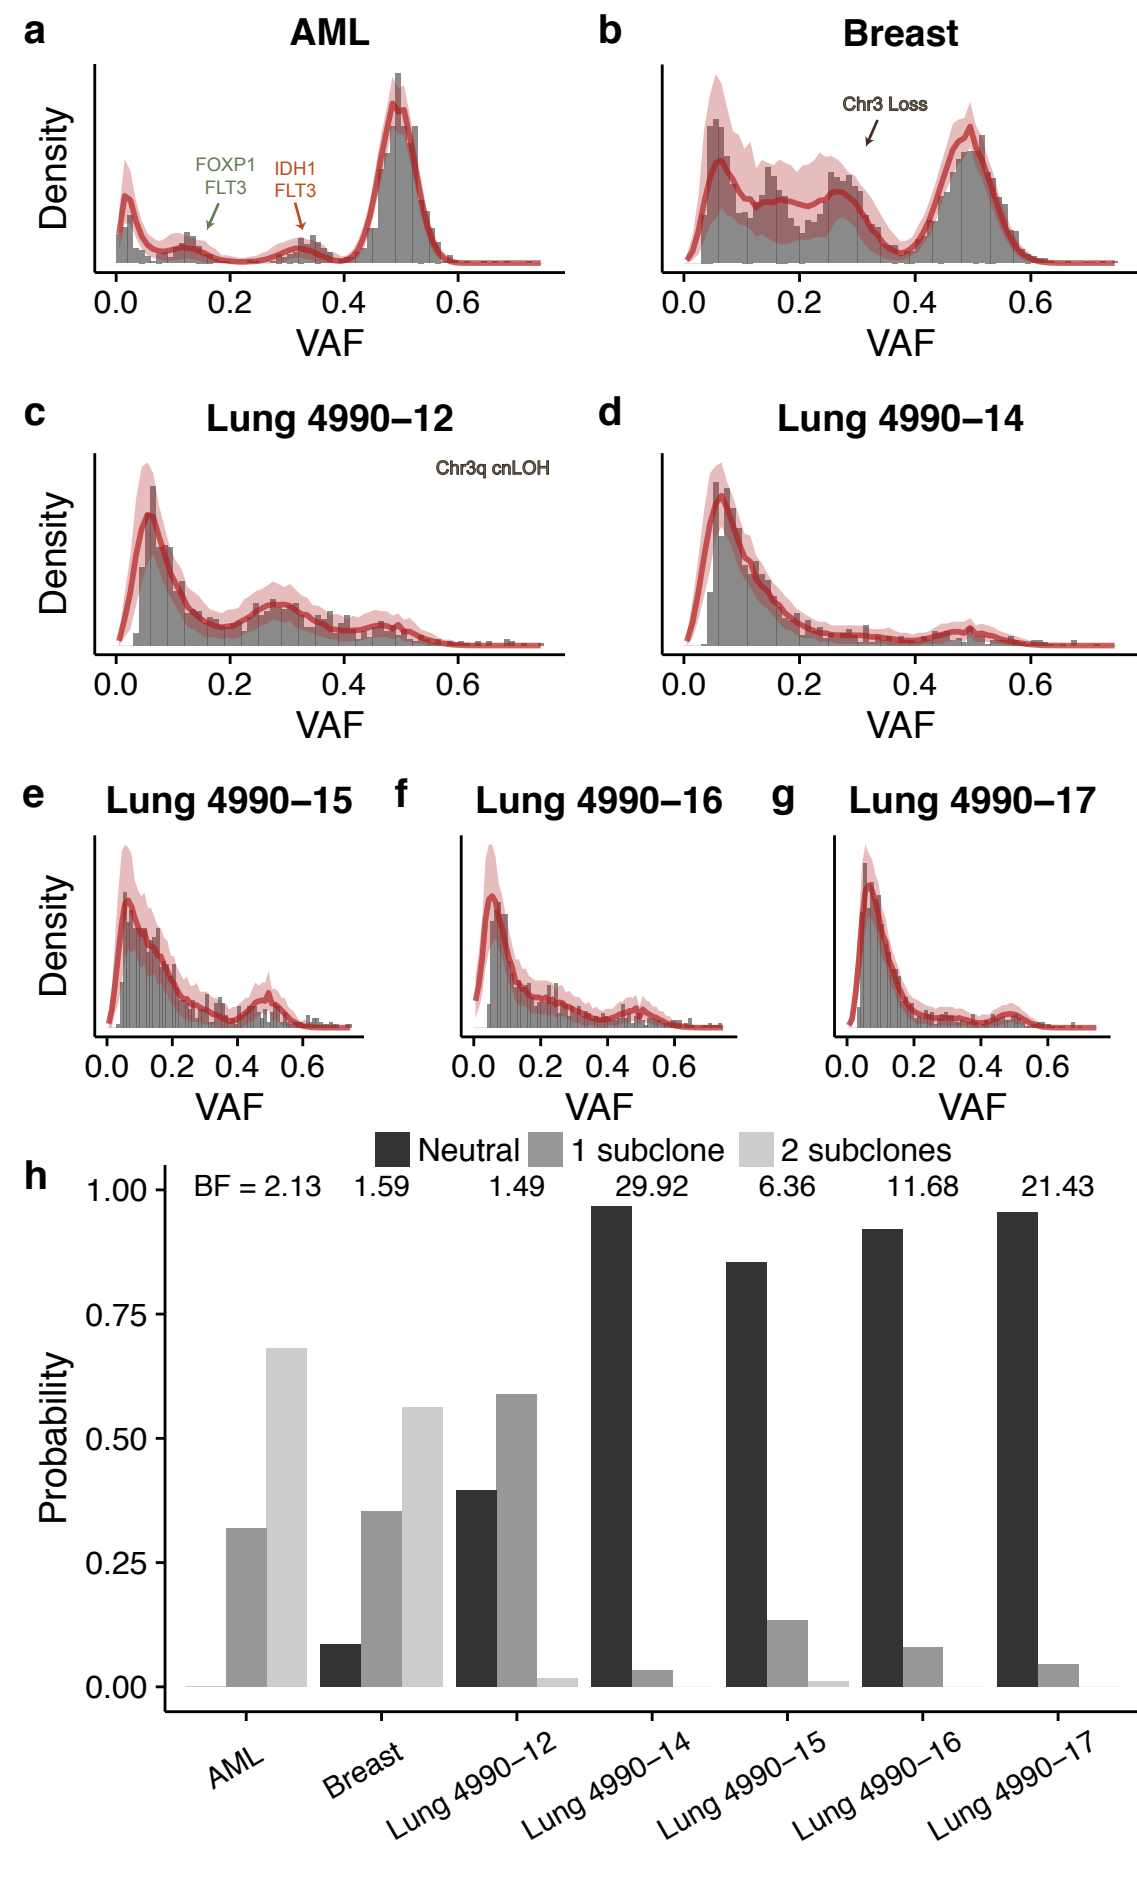 a
AML
Density
FOXP1
FLT3
IDH1
FLT3
0.0 0.2 0.4 0.6
VAF
b
Breast
Chr3 Loss
0.0 0.2 0.4 0.6
VAF
c
Lung 4990–12
Density
Chr3q cnLOH
0.0 0.2 0.4 0.6
VAF
d
Lung 4990–14
0.0 0.2 0.4 0.6
VAF
e
Lung 4990–15
Density
0.0 0.2 0.4 0.6
VAF
f
Lung 4990–16
0.0 0.2 0.4 0.6
VAF
g
Lung 4990–17
0.0 0.2 0.4 0.6
VAF
h
Neutral 1 subclone 2 subclones
BF = 2.13 1.59 1.49 29.92 6.36 11.68 21.43
Probability
1.00
0.75
0.50
0.25
0.00
AML
Breast
Lung 4990–12
Lung 4990–14
Lung 4990–15
Lung 4990–16
Lung 4990–17